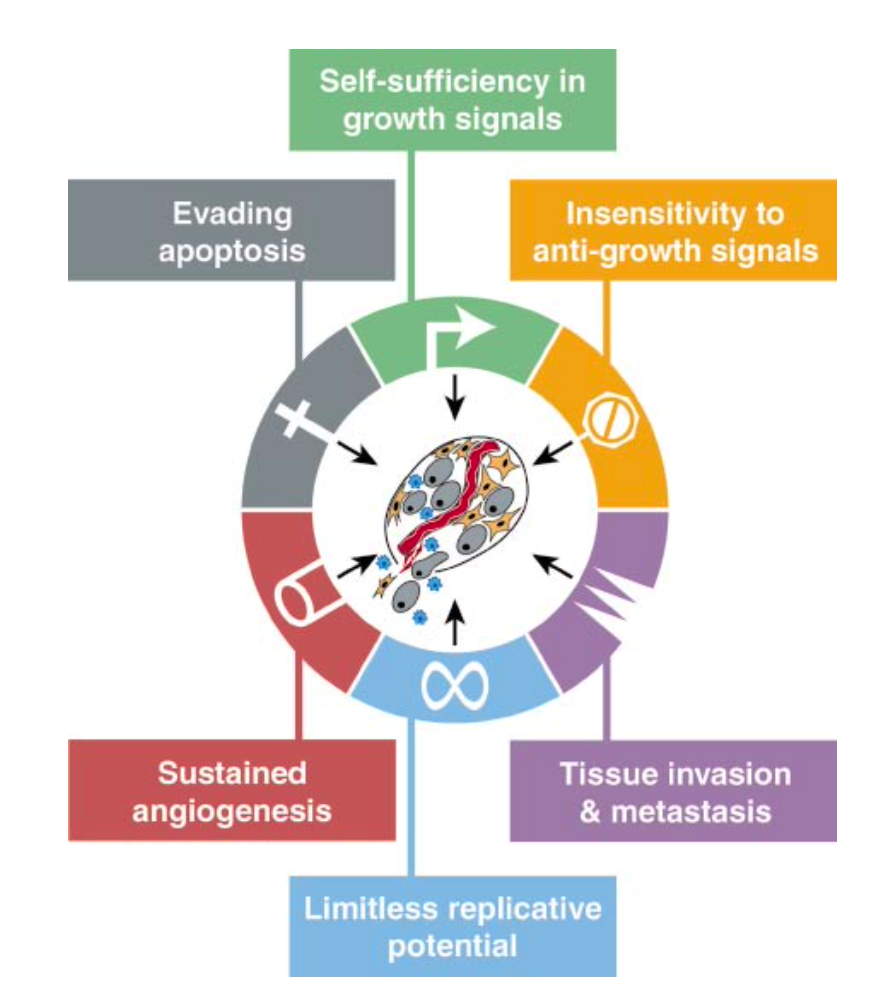 Self-sufficiency in
growth signals
Evading
apoptosis
Insensitivity to
anti-growth signals
Sustained
angiogenesis
Tissue invasion
& metastasis
Limitless replicative
potential